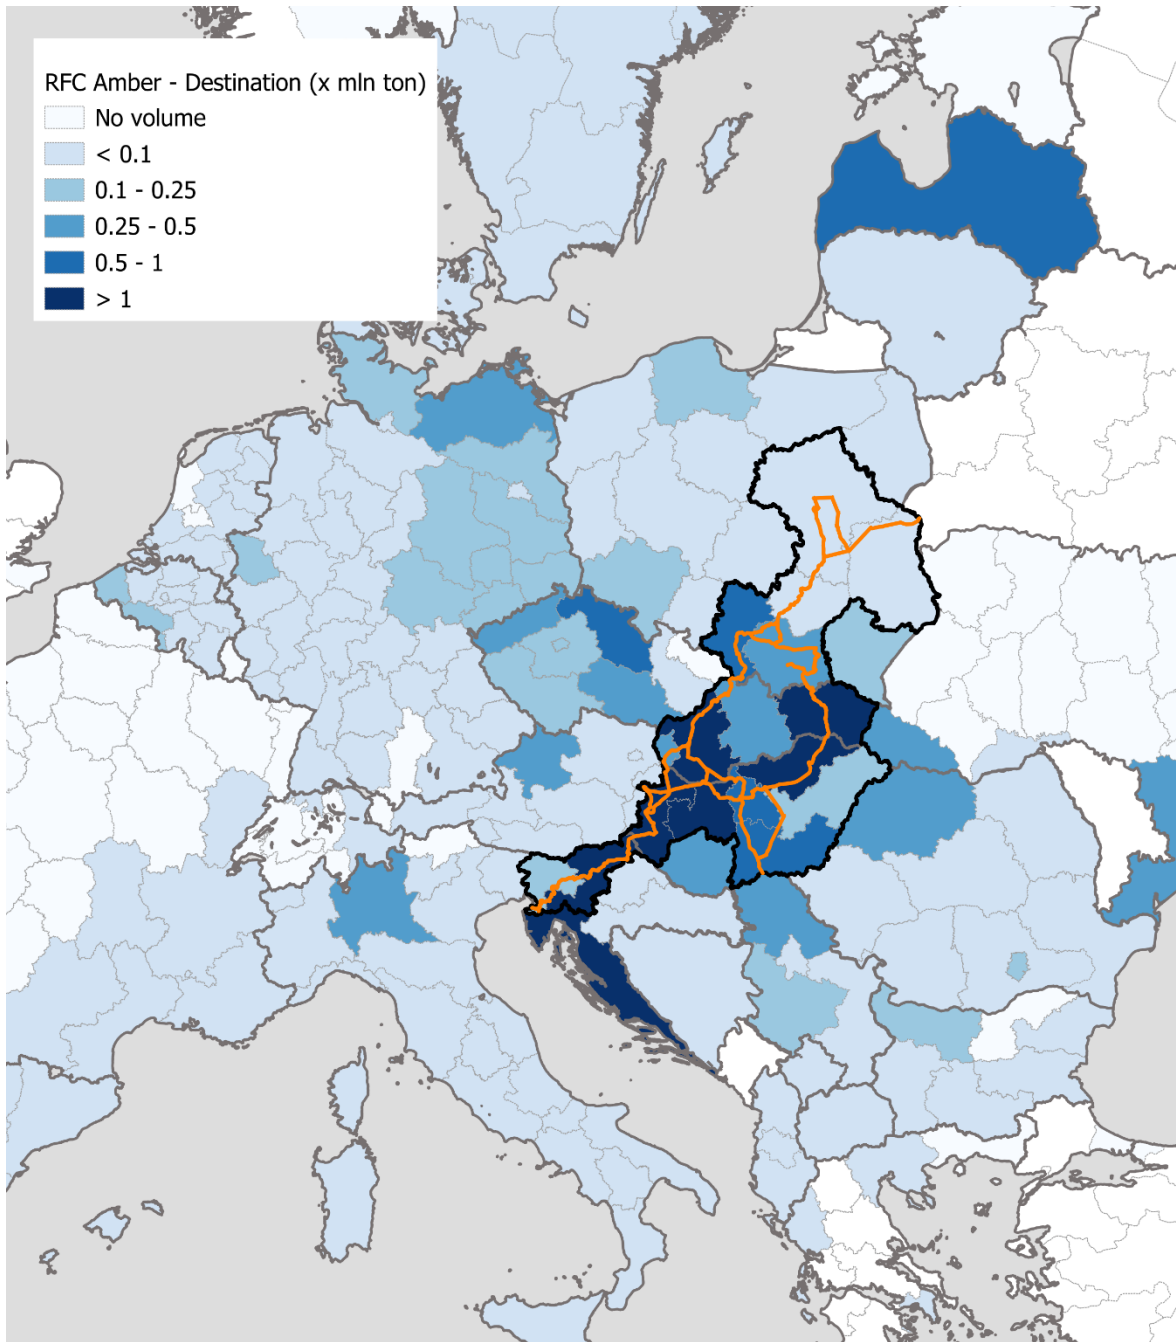 RFC Amber - Destination (x mln ton)
No volume
< 0.1
0.1 - 0.25
0.25 - 0.5
0.5 - 1
> 1